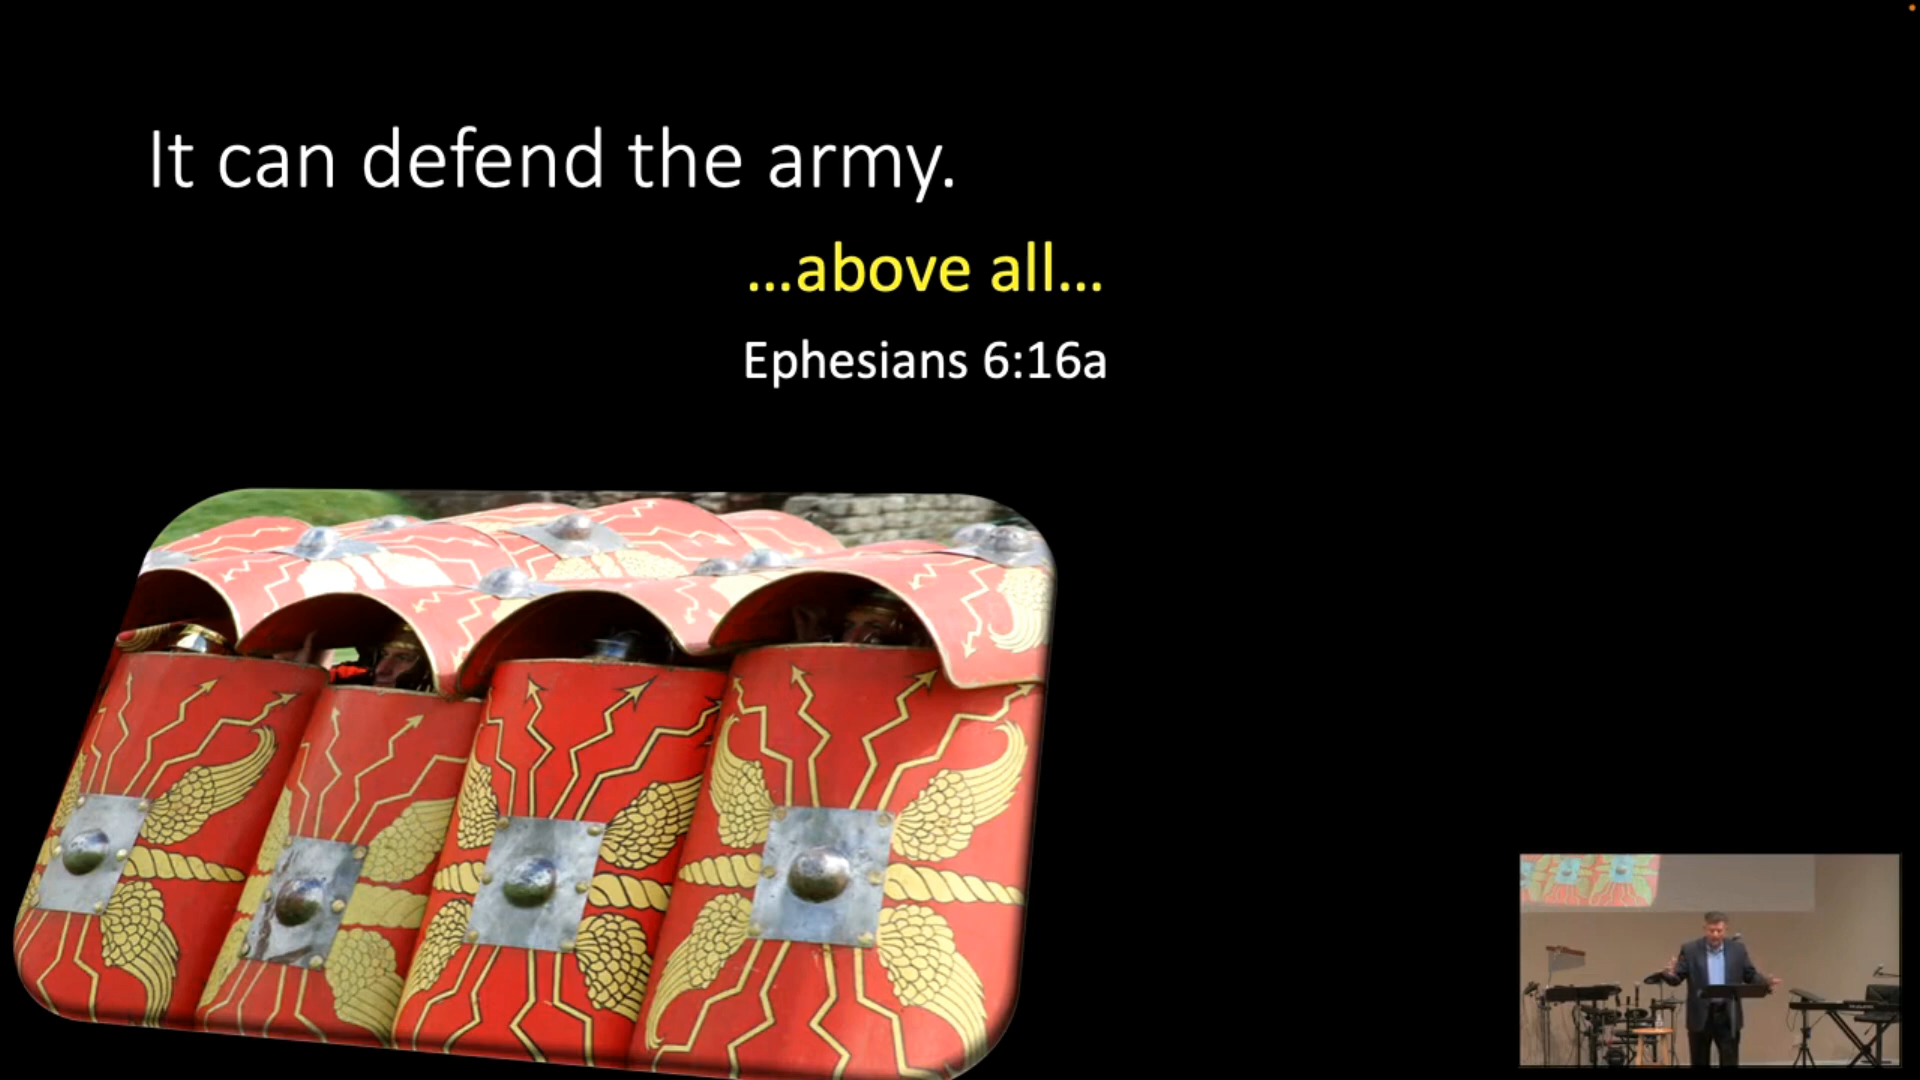 It can defend the army.
...above all...
Ephesians 6:16a